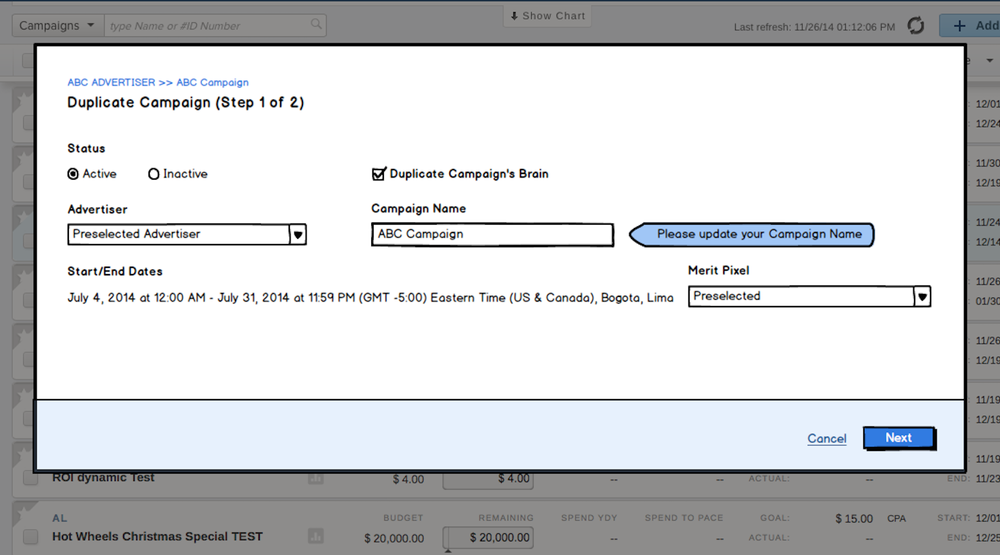 Campaigns
type Name or #ID Number
Show Chart
Last refresh: 11/26/14 01:12:06 PM
+ Add
ABC ADVERTISER >> ABC Campaign
Duplicate Campaign (Step 1 of 2)
Status
Active Inactive
Duplicate Campaign's Brain
Advertiser
Campaign Name
Preselected Advertiser
ABC Campaign
Please update your Campaign Name
Start/End Dates
Merit Pixel
July 4, 2014 at 12:00 AM - July 31, 2014 at 11:59 PM (GMT -5:00) Eastern Time (US & Canada), Bogota, Lima
Preselected
Cancel
Next
12/01
12/24
11/30
12/19
11/24
12/14
11/26
01/30
11/26
12/19
11/19
12/19
11/19
ROI dynamic Test $ 4.00 $ 4.00 -- -- ACTUAL: -- END: 11/23
AL BUDGET REMAINING SPEND YDY SPEND TO PACE GOAL: $ 15.00 CPA START: 12/01
Hot Wheels Christmas Special TEST $ 20,000.00 $ 20,000.00 -- -- ACTUAL: -- END: 12/25